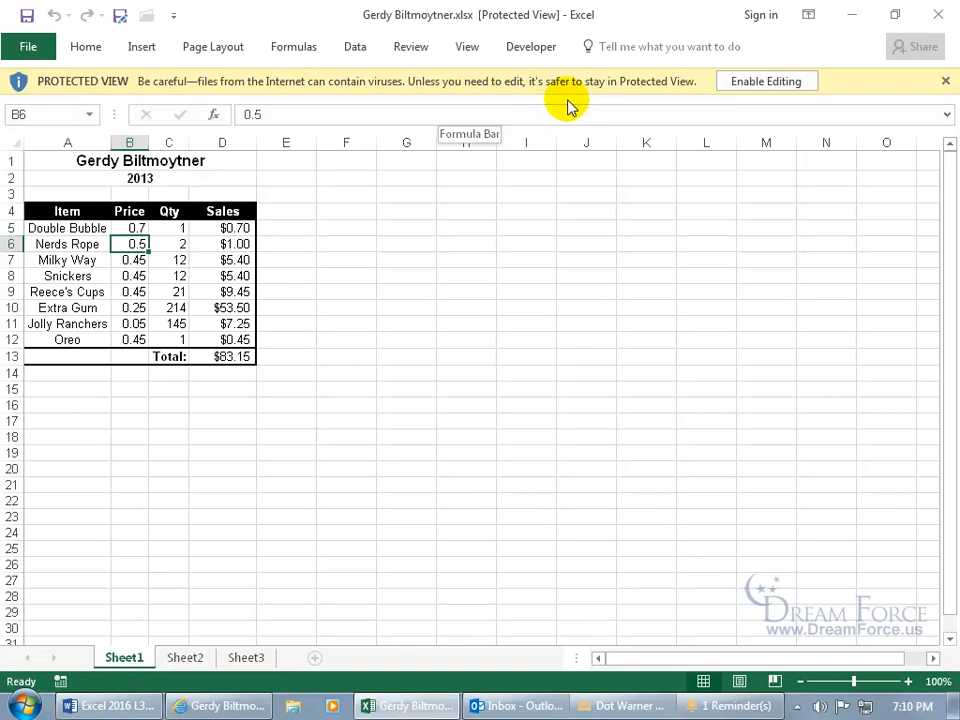 Gerdy Biltmoytner.xlsx [Protected View] - Excel
Sign in
File Home Insert Page Layout Formulas Data Review View Developer Tell me what you want to do Share
PROTECTED VIEW Be careful—files from the Internet can contain viruses. Unless you need to edit, it's safer to stay in Protected View. Enable Editing
B6 fx 0.5
Formula Bar
A B C D E F G H I J K L M N O
1 Gerdy Biltmoytner
2 2013
3
4 Item Price Qty Sales
5 Double Bubble 0.7 1 $0.70
6 Nerds Rope 0.5 2 $1.00
7 Milky Way 0.45 12 $5.40
8 Snickers 0.45 12 $5.40
9 Reece's Cups 0.45 21 $9.45
10 Extra Gum 0.25 214 $53.50
11 Jolly Ranchers 0.05 145 $7.25
12 Oreo 0.45 1 $0.45
13 Total: $83.15
14
15
16
17
18
19
20
21
22
23
24
25
26
27
28
29
30
31
DREAM FORCE
www.DreamForce.us
Sheet1 Sheet2 Sheet3
Ready 100%
Excel 2016 L3... Gerdy Biltmo... Gerdy Biltmo... Inbox - Outlo... Dot Warner ... 1 Reminder(s) 7:10 PM